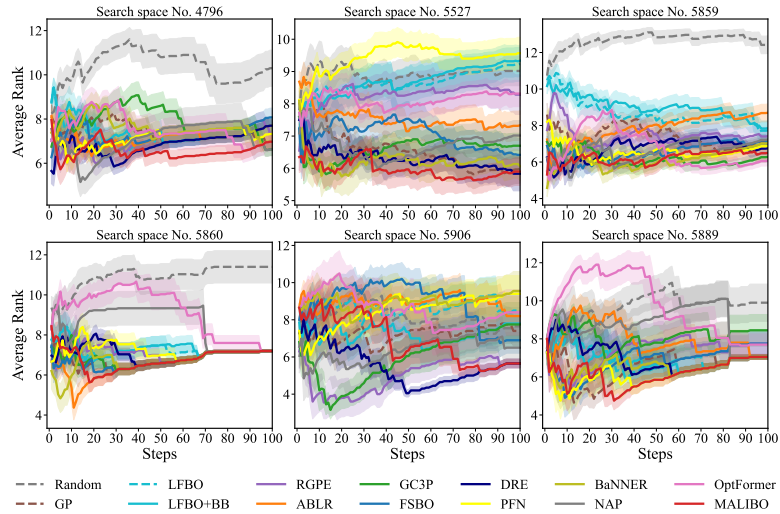 Search space No. 4796
Search space No. 5527
Search space No. 5859
Average Rank
12
10
8
6
0 10 20 30 40 50 60 70 80 90 100
10
9
8
7
6
5
0 10 20 30 40 50 60 70 80 90 100
12
10
8
6
4
0 10 20 30 40 50 60 70 80 90 100
Search space No. 5860
Search space No. 5906
Search space No. 5889
Average Rank
12
10
8
6
4
0 10 20 30 40 50 60 70 80 90 100
Steps
10
8
6
4
0 10 20 30 40 50 60 70 80 90 100
Steps
12
10
8
6
4
0 10 20 30 40 50 60 70 80 90 100
Steps
Random LFBO RGPE GC3P DRE BaNNER OptFormer
GP LFBO+BB ABLR FSBO PFN NAP MALIBO